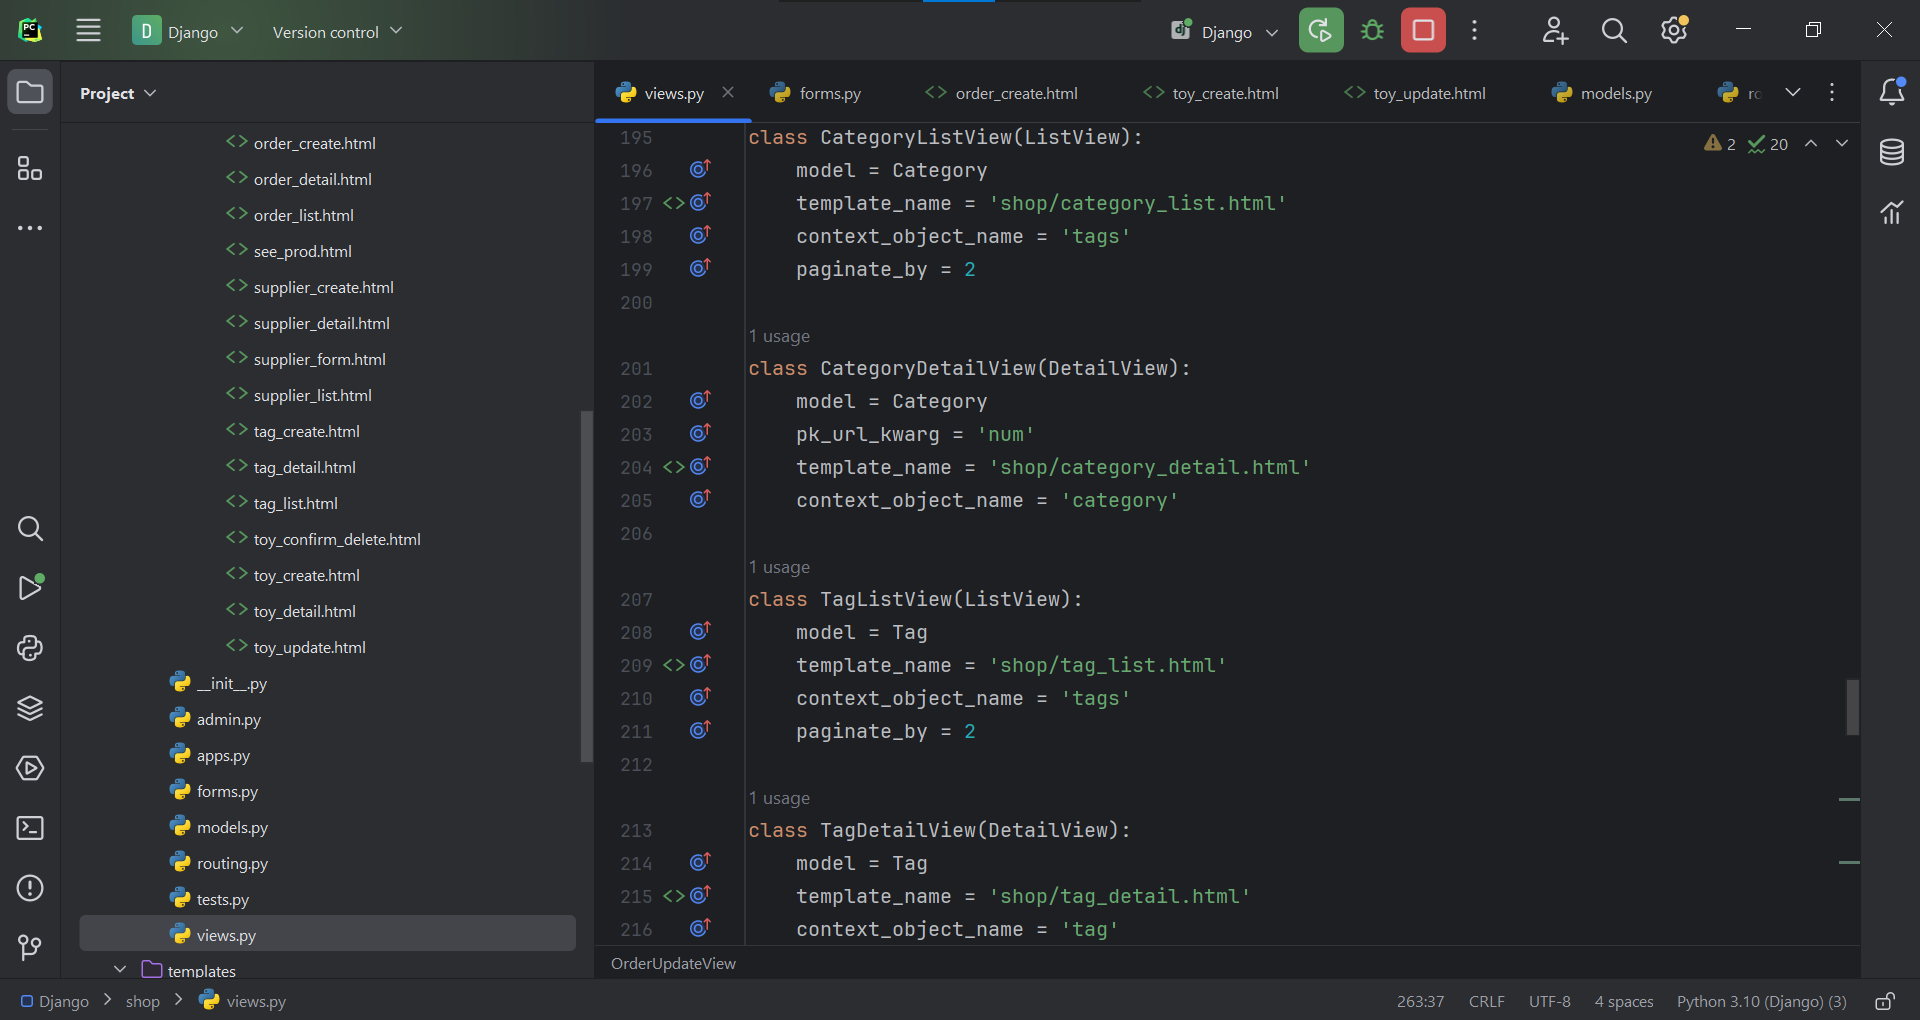 PC
D
Django
Version control
dj
Django
Project
order_create.html
order_detail.html
order_list.html
see_prod.html
supplier_create.html
supplier_detail.html
supplier_form.html
supplier_list.html
tag_create.html
tag_detail.html
tag_list.html
toy_confirm_delete.html
toy_create.html
toy_detail.html
toy_update.html
__init__.py
admin.py
apps.py
forms.py
models.py
routing.py
tests.py
views.py
templates
views.py
forms.py
order_create.html
toy_create.html
toy_update.html
models.py
ro
2
20
195 class CategoryListView(ListView):
196 model = Category
197 template_name = 'shop/category_list.html'
198 context_object_name = 'tags'
199 paginate_by = 2
200
1 usage
201 class CategoryDetailView(DetailView):
202 model = Category
203 pk_url_kwarg = 'num'
204 template_name = 'shop/category_detail.html'
205 context_object_name = 'category'
206
1 usage
207 class TagListView(ListView):
208 model = Tag
209 template_name = 'shop/tag_list.html'
210 context_object_name = 'tags'
211 paginate_by = 2
212
1 usage
213 class TagDetailView(DetailView):
214 model = Tag
215 template_name = 'shop/tag_detail.html'
216 context_object_name = 'tag'
OrderUpdateView
Django
shop
views.py
263:37
CRLF
UTF-8
4 spaces
Python 3.10 (Django) (3)